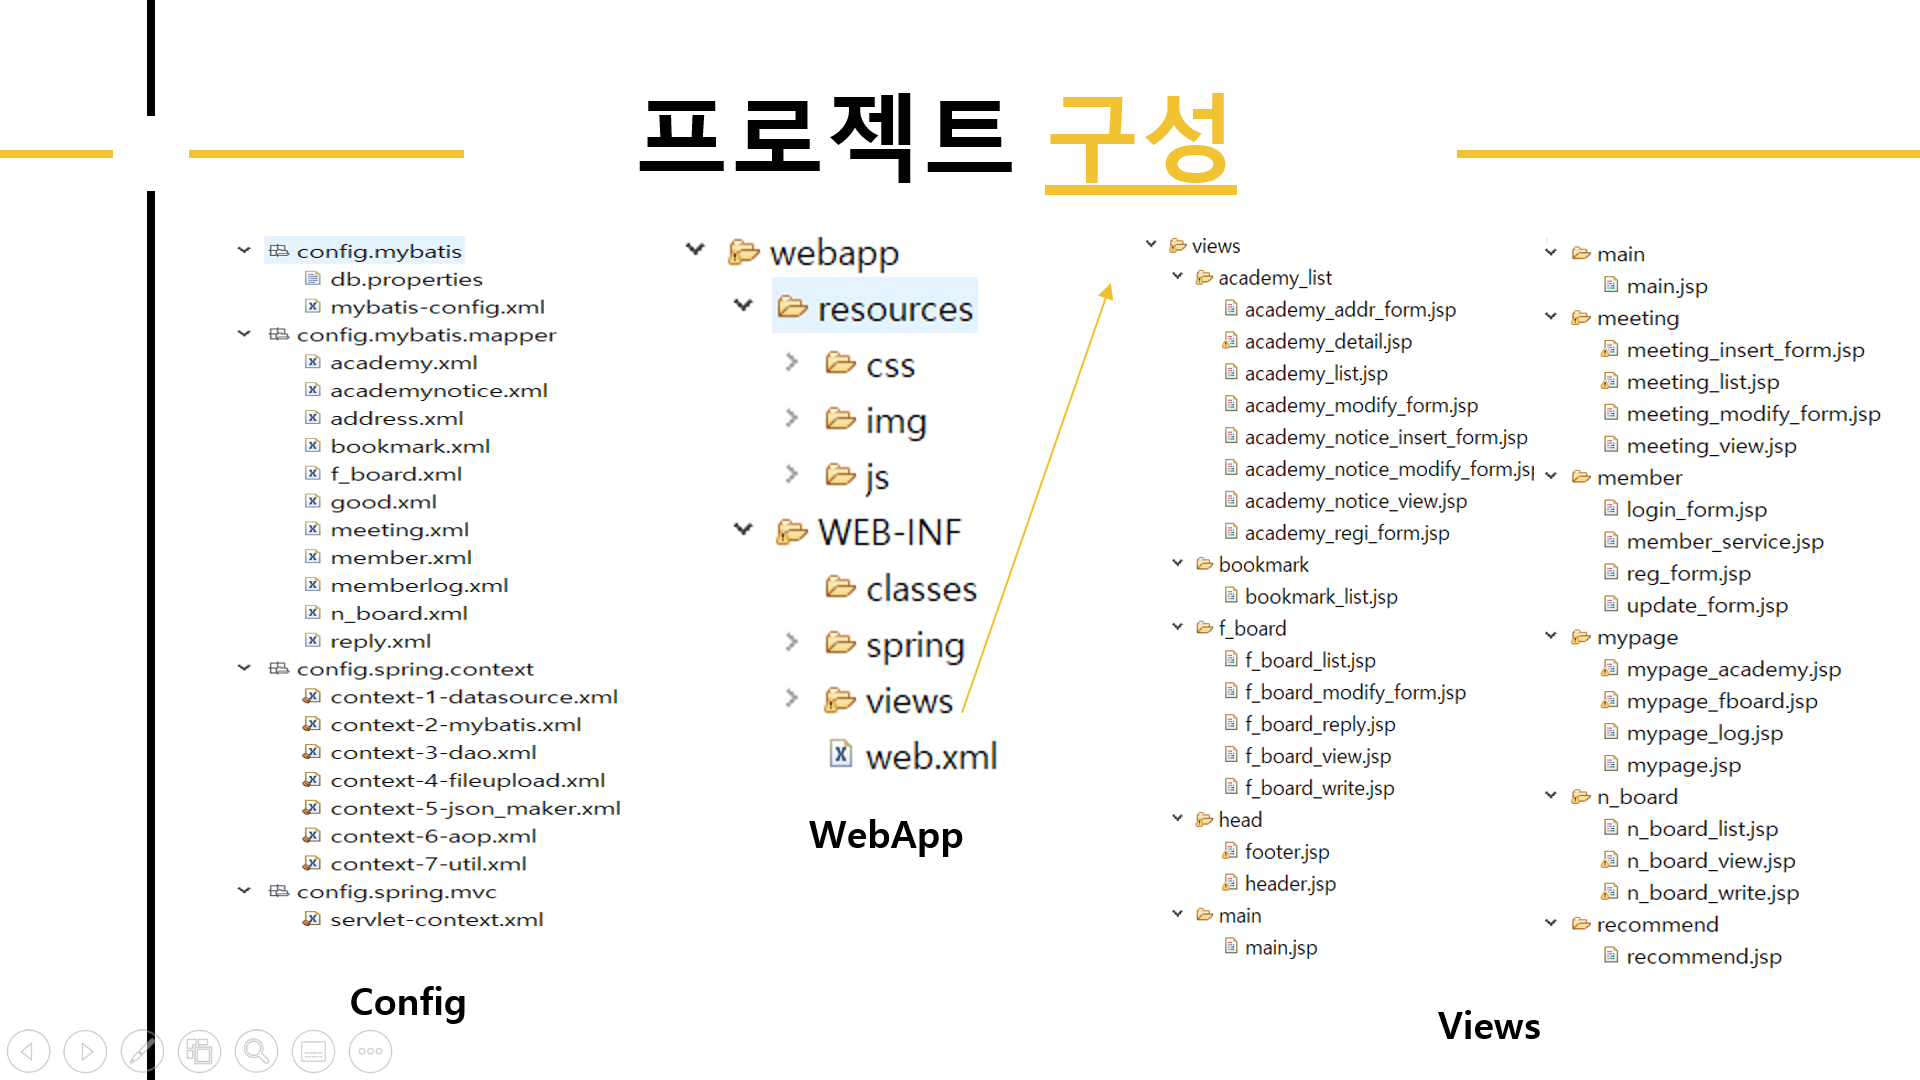 프로젝트 구성
config.mybatis
db.properties
mybatis-config.xml
config.mybatis.mapper
academy.xml
academynotice.xml
address.xml
bookmark.xml
f_board.xml
good.xml
meeting.xml
member.xml
memberlog.xml
n_board.xml
reply.xml
config.spring.context
context-1-datasource.xml
context-2-mybatis.xml
context-3-dao.xml
context-4-fileupload.xml
context-5-json_maker.xml
context-6-aop.xml
context-7-util.xml
config.spring.mvc
servlet-context.xml
Config
webapp
resources
css
img
js
WEB-INF
classes
spring
views
web.xml
WebApp
views
academy_list
academy_addr_form.jsp
academy_detail.jsp
academy_list.jsp
academy_modify_form.jsp
academy_notice_insert_form.jsp
academy_notice_modify_form.jsp
academy_notice_view.jsp
academy_regi_form.jsp
bookmark
bookmark_list.jsp
f_board
f_board_list.jsp
f_board_modify_form.jsp
f_board_reply.jsp
f_board_view.jsp
f_board_write.jsp
head
footer.jsp
header.jsp
main
main.jsp
main
main.jsp
meeting
meeting_insert_form.jsp
meeting_list.jsp
meeting_modify_form.jsp
meeting_view.jsp
member
login_form.jsp
member_service.jsp
reg_form.jsp
update_form.jsp
mypage
mypage_academy.jsp
mypage_fboard.jsp
mypage_log.jsp
mypage.jsp
n_board
n_board_list.jsp
n_board_view.jsp
n_board_write.jsp
recommend
recommend.jsp
Views